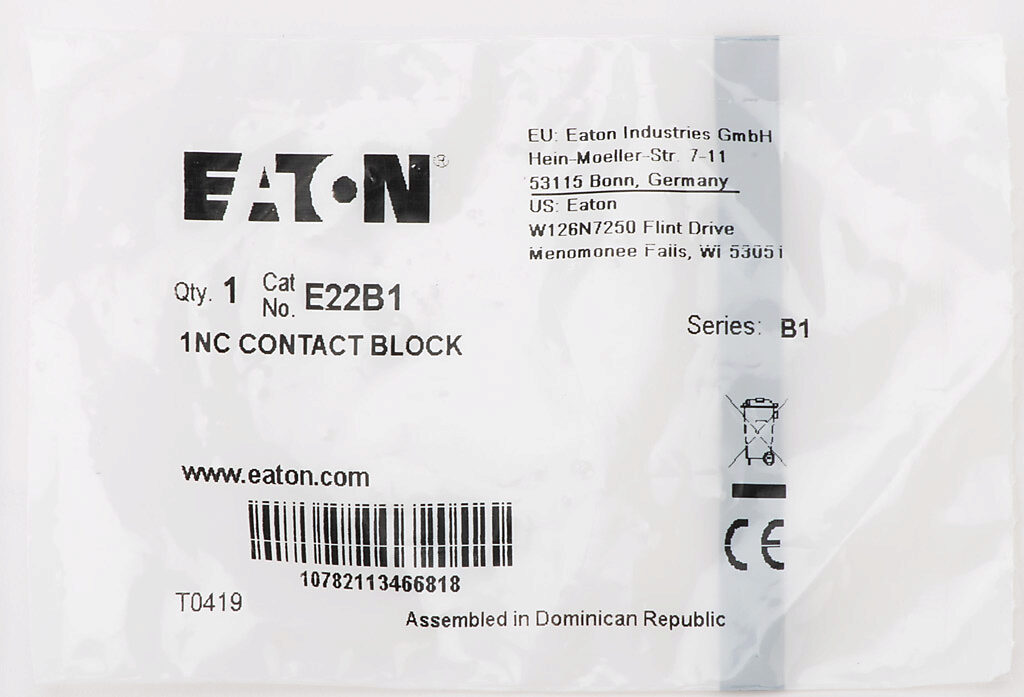 EATON®
EU: Eaton Industries GmbH
Hein-Moeller-Str. 7-11
53115 Bonn, Germany
US: Eaton
W126N7250 Flint Drive
Menomonee Falls, WI 53051
Qty. 1 Cat No. E22B1
1NC CONTACT BLOCK
Series: B1
www.eaton.com
CE
10782113466818
T0419
Assembled in Dominican Republic